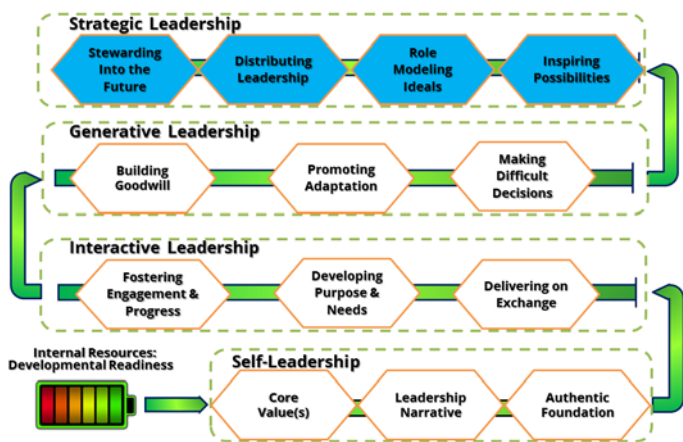 Strategic Leadership
Stewarding
Into the
Future
Distributing
Leadership
Role
Modeling
Ideals
Inspiring
Possibilities
Generative Leadership
Building
Goodwill
Promoting
Adaptation
Making
Difficult
Decisions
Interactive Leadership
Fostering
Engagement &
Progress
Developing
Purpose &
Needs
Delivering on
Exchange
Internal Resources:
Developmental Readiness
Self-Leadership
Core
Value(s)
Leadership
Narrative
Authentic
Foundation